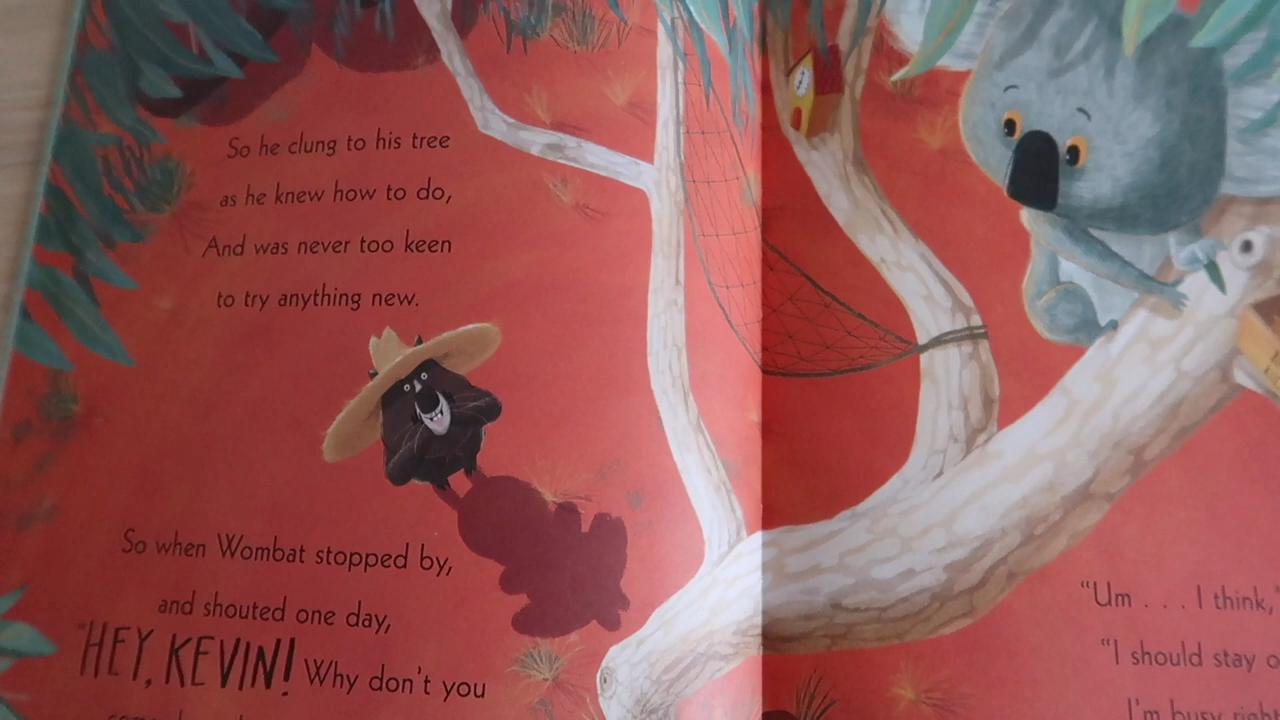 So he clung to his tree
as he knew how to do,
And was never too keen
to try anything new.
So when Wombat stopped by,
and shouted one day,
"HEY, KEVIN! Why don't you
"Um . . . I think,
"I should stay
I'm busy